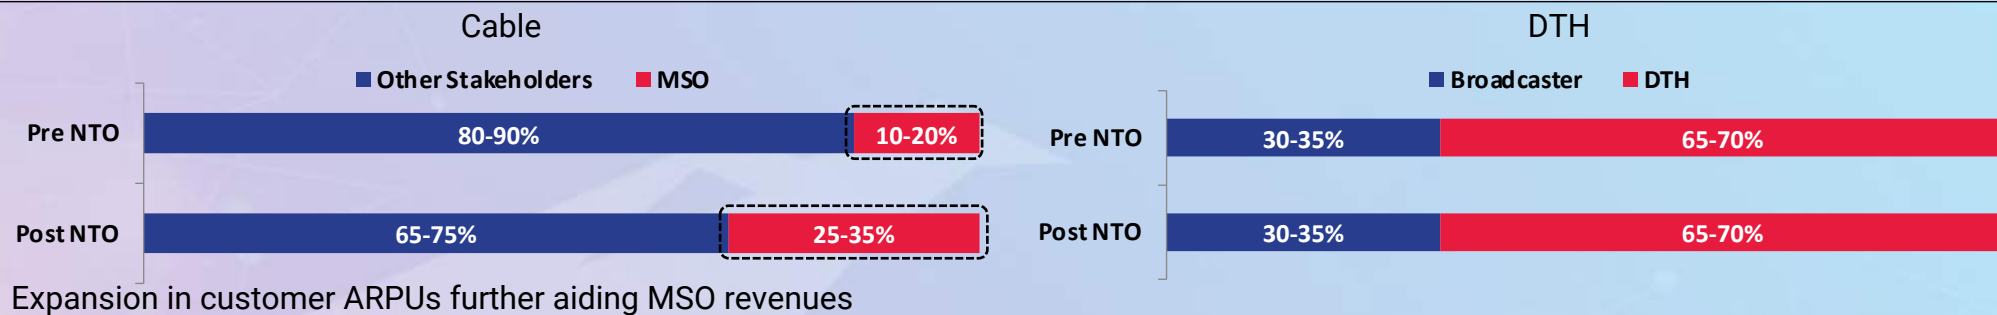 Cable
Other Stakeholders MSO
Pre NTO 80-90% 10-20%
Post NTO 65-75% 25-35%
DTH
Broadcaster DTH
Pre NTO 30-35% 65-70%
Post NTO 30-35% 65-70%
Expansion in customer ARPUs further aiding MSO revenues